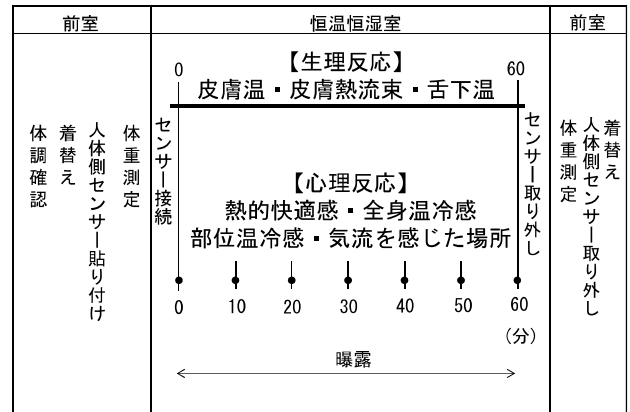 前室
恒温恒湿室
前室
体調確認
着替え
人体側センサー貼り付け
体重測定
センサー接続
0
【生理反応】
60
皮膚温・皮膚熱流束・舌下温
【心理反応】
熱的快適感・全身温冷感
部位温冷感・気流を感じた場所
0 10 20 30 40 50 60
(分)
曝露
センサー取り外し
体重測定
人体側センサー取り外し
着替え